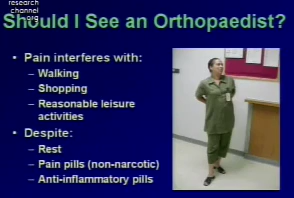 research
channel
.org
Should I See an Orthopaedist?
• Pain interferes with:
– Walking
– Shopping
– Reasonable leisure
activities
• Despite:
– Rest
– Pain pills (non-narcotic)
– Anti-inflammatory pills